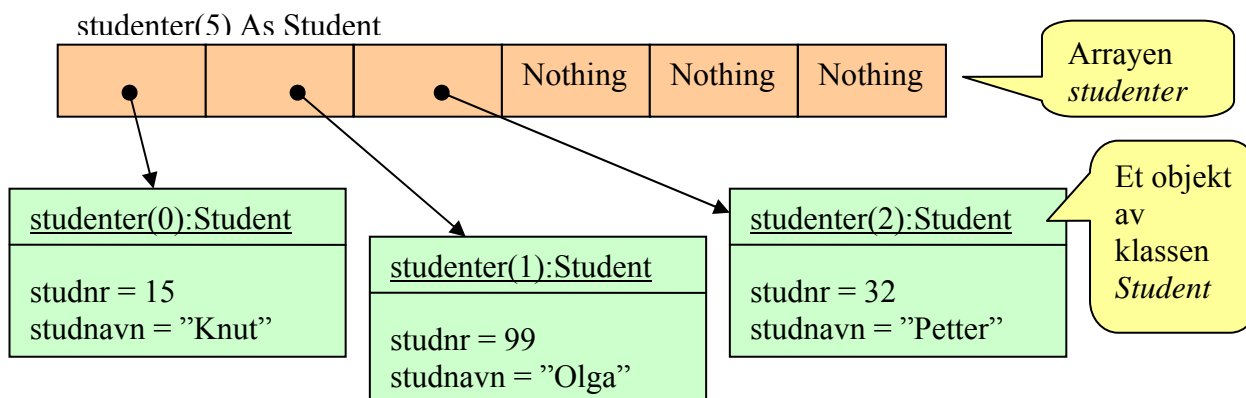 studenter(5) As Student
Nothing
Nothing
Nothing
Arrayen
studenter
studenter(0):Student
studnr = 15
studnavn = ”Knut”
studenter(1):Student
studnr = 99
studnavn = ”Olga”
studenter(2):Student
studnr = 32
studnavn = ”Petter”
Et objekt
av
klassen
Student